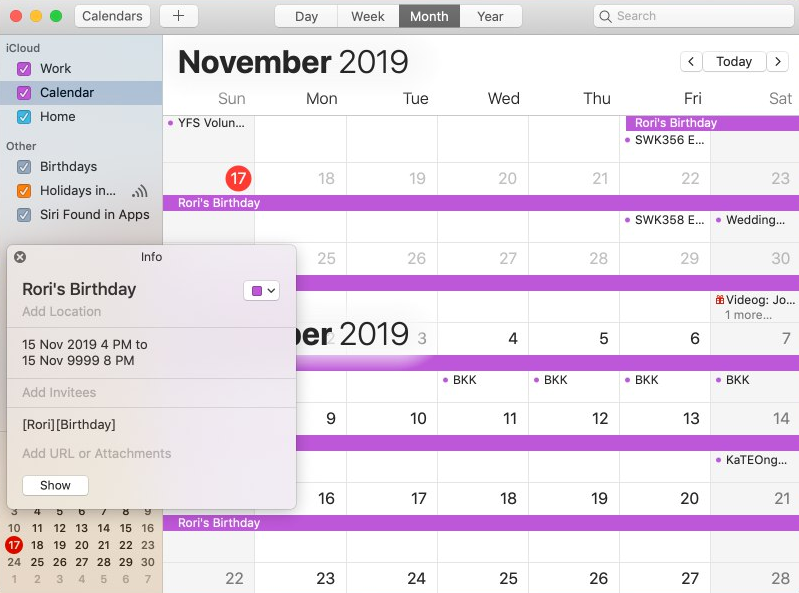 Calendars
+
Day Week Month Year
Search
iCloud
Work
Calendar
Home
Other
Birthdays
Holidays in...
Siri Found in Apps
November 2019
Today
Sun Mon Tue Wed Thu Fri Sat
YFS Volun...
Rori's Birthday
SWK356 E...
17 18 19 20 21 22 23
Rori's Birthday
SWK358 E... Wedding...
25 26 27 28 29 30
Videog: Jo...
1 more...
ber 2019
2 3 4 5 6 7
BKK BKK BKK BKK
9 10 11 12 13 14
KaTEOng...
16 17 18 19 20 21
Rori's Birthday
22 23 24 25 26 27 28
Info
Rori's Birthday
Add Location
15 Nov 2019 4 PM to
15 Nov 9999 8 PM
Add Invitees
[Rori][Birthday]
Add URL or Attachments
Show
3 4 5 6 7 8 9
10 11 12 13 14 15 16
17 18 19 20 21 22 23
24 25 26 27 28 29 30
1 2 3 4 5 6 7